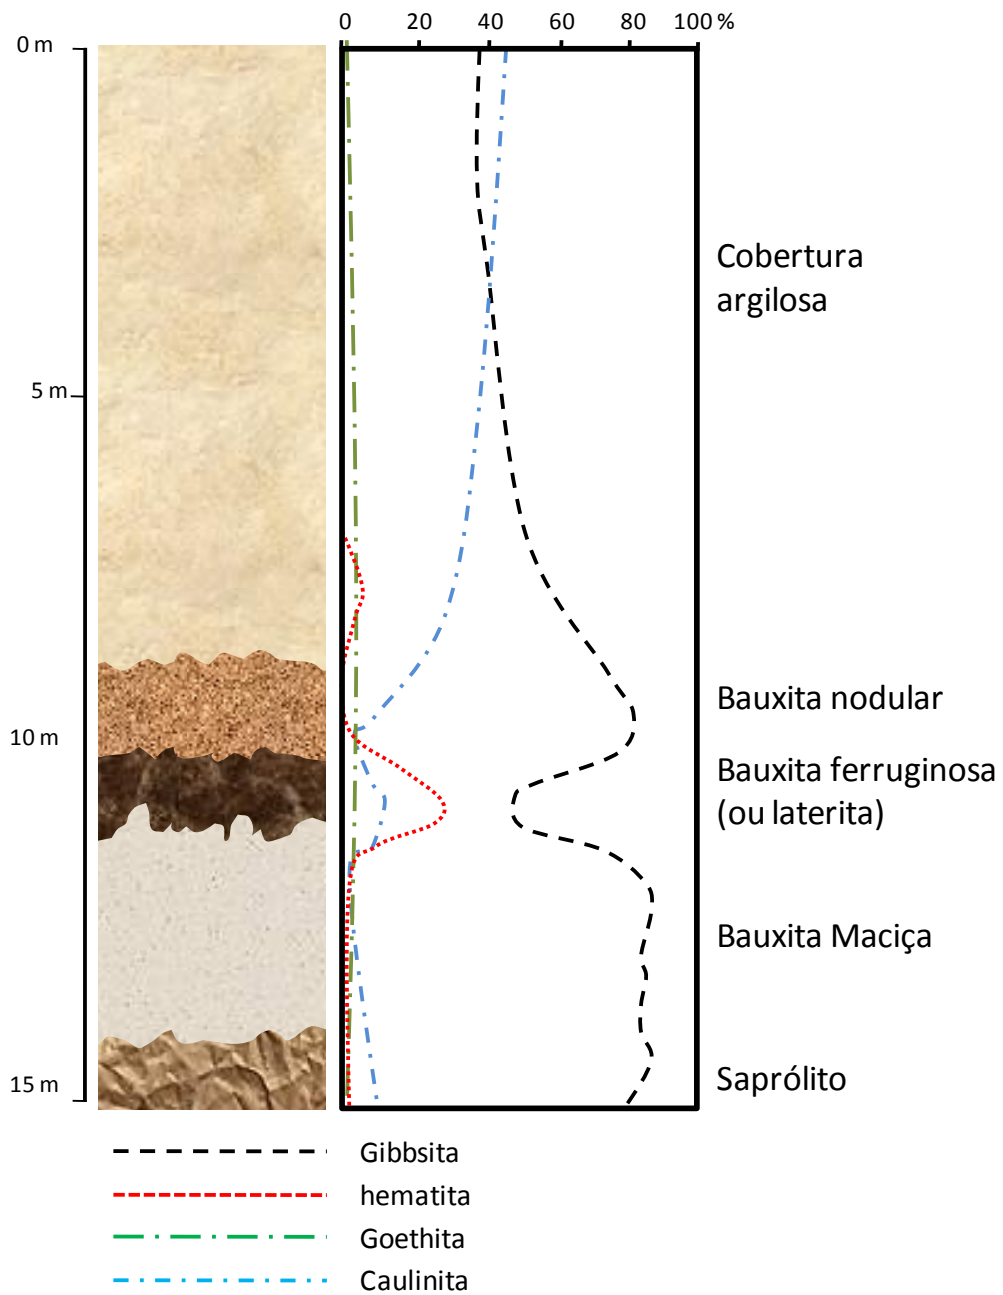 0 20 40 60 80 100 %
0 m
Cobertura
argilosa
5 m
Bauxita nodular
10 m
Bauxita ferruginosa
(ou laterita)
Bauxita Maciça
Saprólito
15 m
Gibbsita
hematita
Goethita
Caulinita